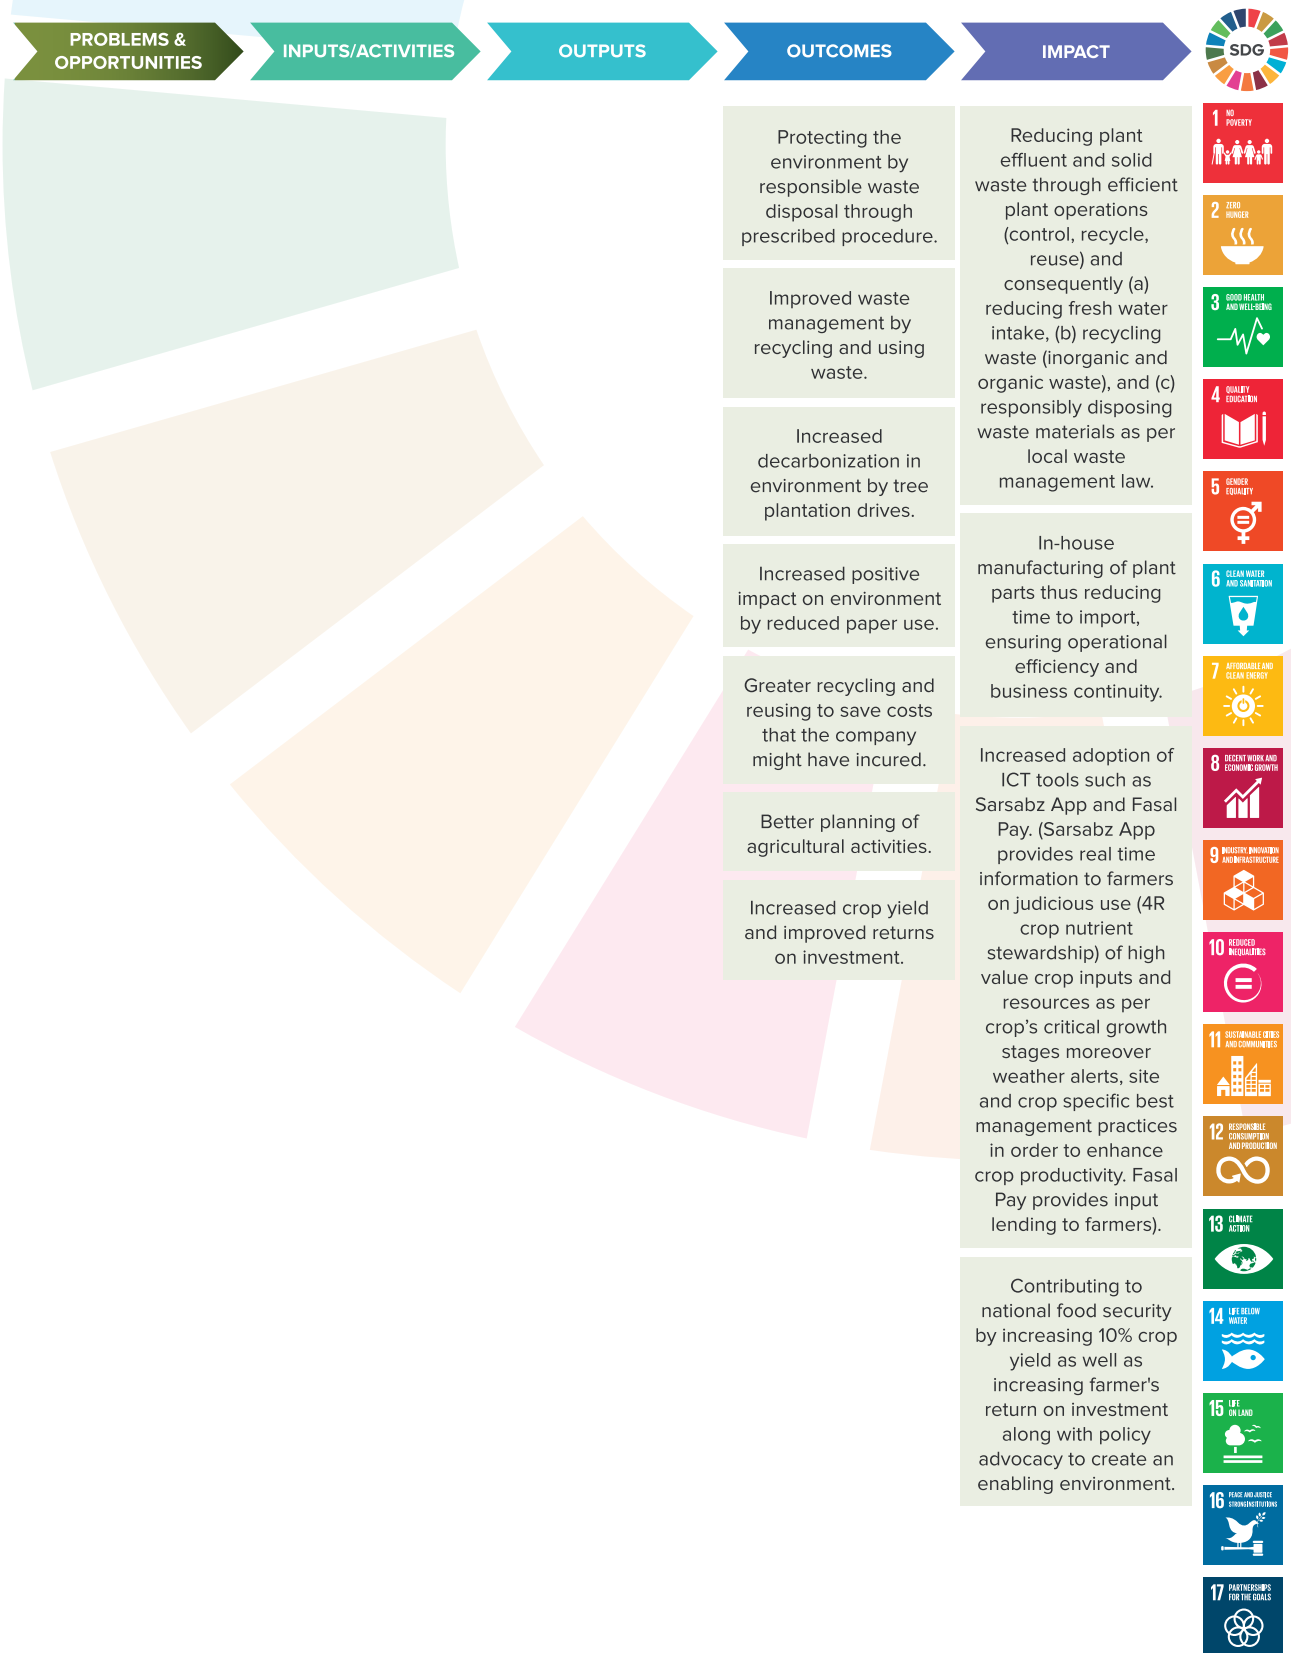 PROBLEMS &
OPPORTUNITIES
INPUTS/ACTIVITIES
OUTPUTS
OUTCOMES
IMPACT
SDG
Protecting the
environment by
responsible waste
disposal through
prescribed procedure.
Improved waste
management by
recycling and using
waste.
Increased
decarbonization in
environment by tree
plantation drives.
Increased positive
impact on environment
by reduced paper use.
Greater recycling and
reusing to save costs
that the company
might have incured.
Better planning of
agricultural activities.
Increased crop yield
and improved returns
on investment.
Reducing plant
effluent and solid
waste through efficient
plant operations
(control, recycle,
reuse) and
consequently (a)
reducing fresh water
intake, (b) recycling
waste (inorganic and
organic waste), and (c)
responsibly disposing
waste materials as per
local waste
management law.
In-house
manufacturing of plant
parts thus reducing
time to import,
ensuring operational
efficiency and
business continuity.
Increased adoption of
ICT tools such as
Sarsabz App and Fasal
Pay. (Sarsabz App
provides real time
information to farmers
on judicious use (4R
crop nutrient
stewardship) of high
value crop inputs and
resources as per
crop’s critical growth
stages moreover
weather alerts, site
and crop specific best
management practices
in order to enhance
crop productivity. Fasal
Pay provides input
lending to farmers).
Contributing to
national food security
by increasing 10% crop
yield as well as
increasing farmer's
return on investment
along with policy
advocacy to create an
enabling environment.
1 NO
POVERTY
2 ZERO
HUNGER
3 GOOD HEALTH
AND WELL-BEING
4 QUALITY
EDUCATION
5 GENDER
EQUALITY
6 CLEAN WATER
AND SANITATION
7 AFFORDABLE AND
CLEAN ENERGY
8 DECENT WORK AND
ECONOMIC GROWTH
9 INDUSTRY, INNOVATION
AND INFRASTRUCTURE
10 REDUCED
INEQUALITIES
11 SUSTAINABLE CITIES
AND COMMUNITIES
12 RESPONSIBLE
CONSUMPTION
AND PRODUCTION
13 CLIMATE
ACTION
14 LIFE BELOW
WATER
15 LIFE
ON LAND
16 PEACE AND JUSTICE
STRONG INSTITUTIONS
17 PARTNERSHIPS
FOR THE GOALS